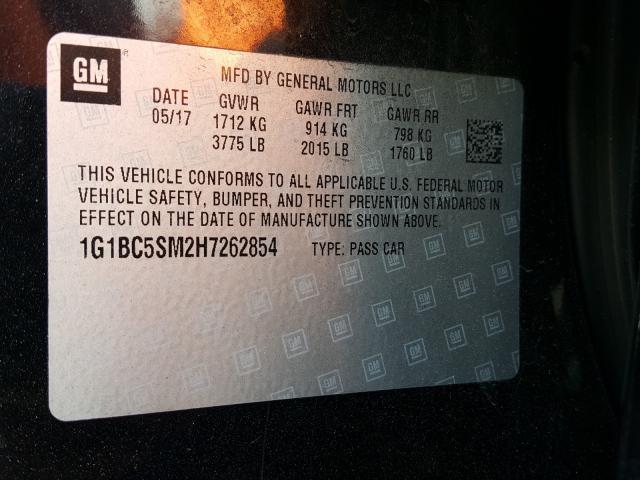 GM
MFD BY GENERAL MOTORS LLC
DATE GVWR GAWR FRT GAWR RR
05/17 1712 KG 914 KG 798 KG
3775 LB 2015 LB 1760 LB
THIS VEHICLE CONFORMS TO ALL APPLICABLE U.S. FEDERAL MOTOR
VEHICLE SAFETY, BUMPER, AND THEFT PREVENTION STANDARDS IN
EFFECT ON THE DATE OF MANUFACTURE SHOWN ABOVE.
1G1BC5SM2H7262854 TYPE: PASS CAR